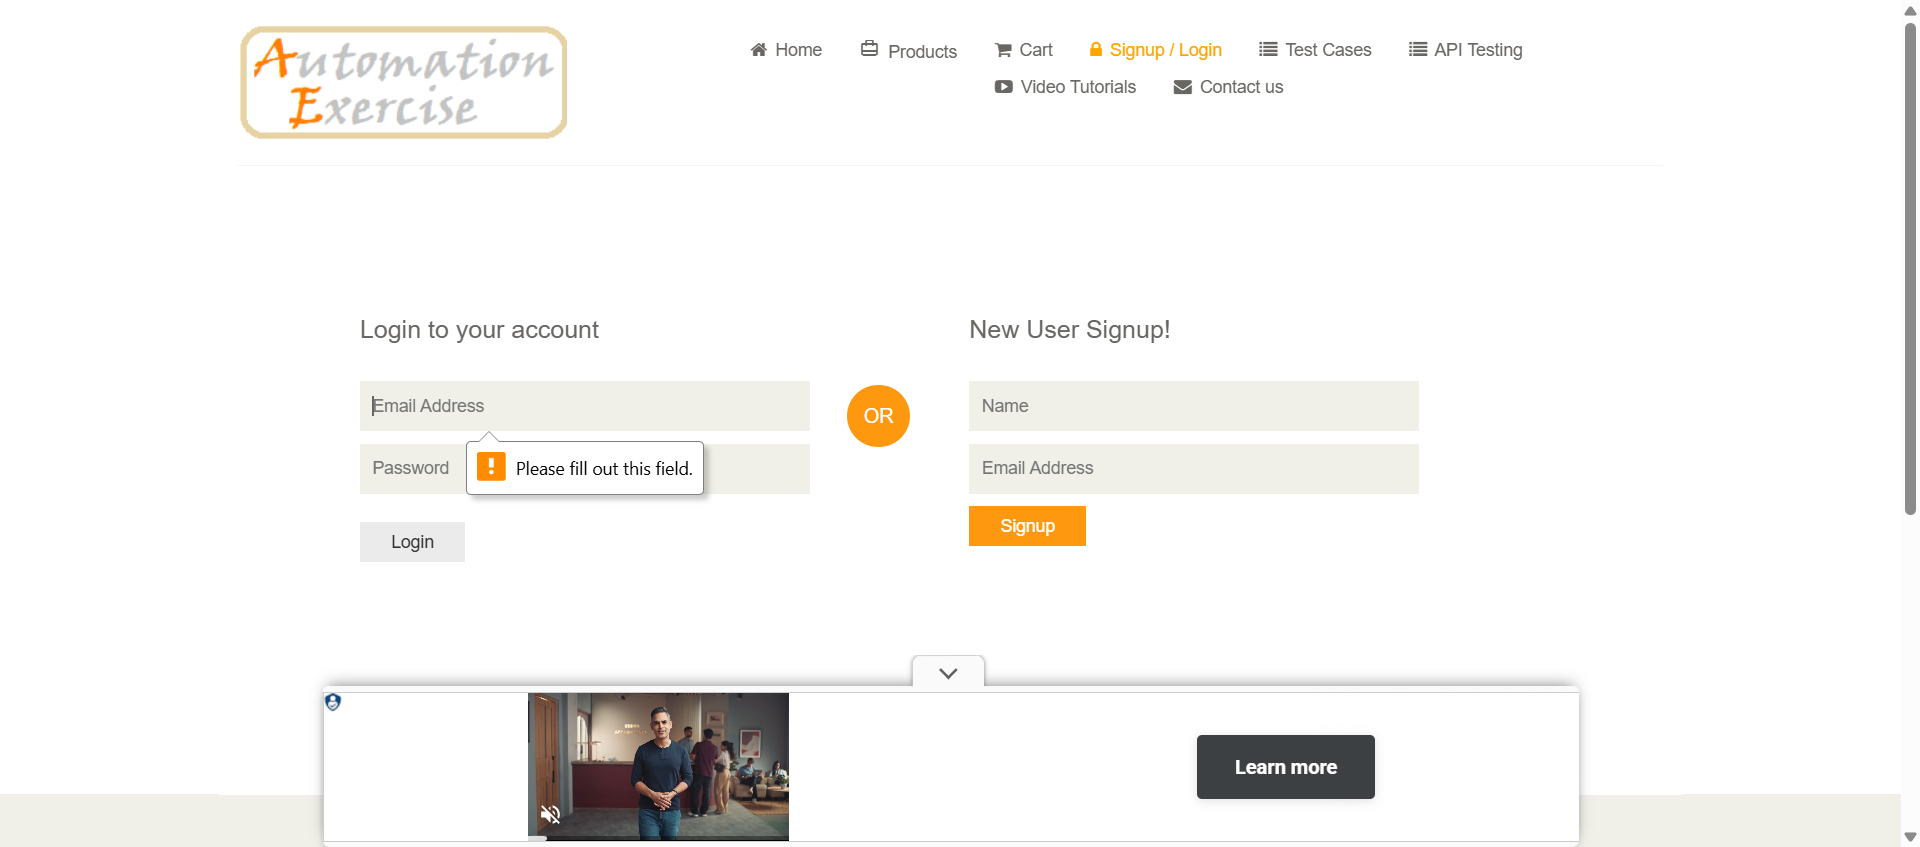 Automation
Exercise
Home
Products
Cart
Signup / Login
Test Cases
API Testing
Video Tutorials
Contact us
Login to your account
New User Signup!
Email Address
Name
OR
Password
Please fill out this field.
Email Address
Login
Signup
Learn more